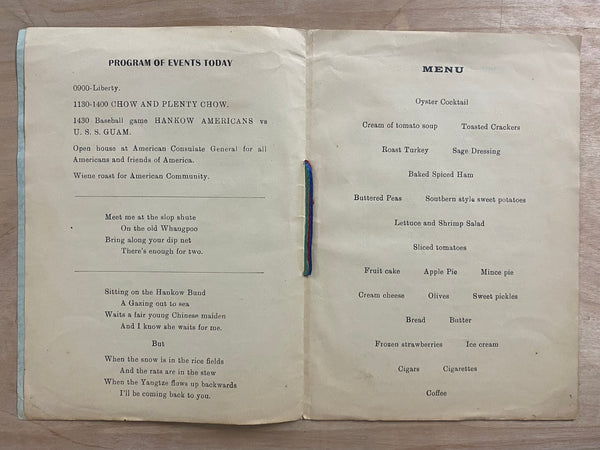 PROGRAM OF EVENTS TODAY
0900-Liberty.
1130-1400 CHOW AND PLENTY CHOW.
1430 Baseball game HANKOW AMERICANS vs
U. S. S. GUAM.
Open house at American Consulate General for all
Americans and friends of America.
Wiene roast for American Community.
Meet me at the slop shute
On the old Whangpoo
Bring along your dip net
There's enough for two.
Sitting on the Hankow Bund
A Gazing out to sea
Waits a fair young Chinese maiden
And I know she waits for me.
But
When the snow is in the rice fields
And the rats are in the stew
When the Yangtze flows up backwards
I'll be coming back to you.
MENU
Oyster Cocktail
Cream of tomato soup Toasted Crackers
Roast Turkey Sage Dressing
Baked Spiced Ham
Buttered Peas Southern style sweet potatoes
Lettuce and Shrimp Salad
Sliced tomatoes
Fruit cake Apple Pie Mince pie
Cream cheese Olives Sweet pickles
Bread Butter
Frozen strawberries Ice cream
Cigars Cigarettes
Coffee